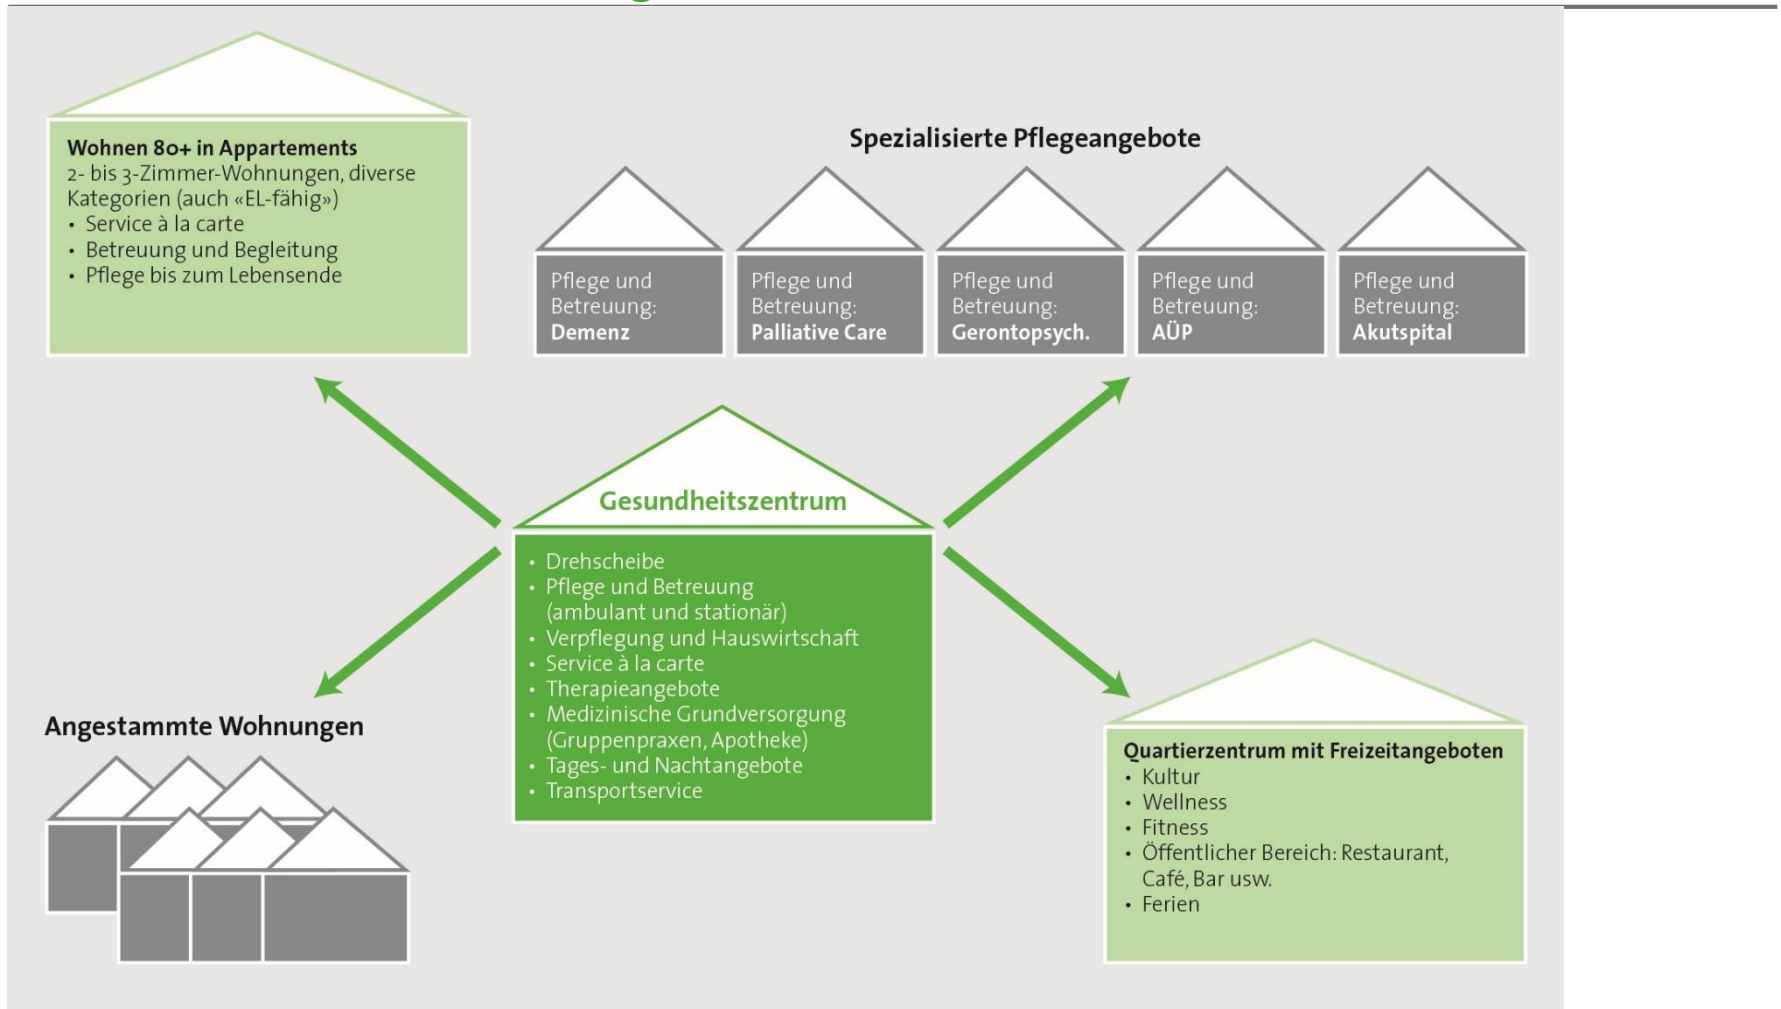 Wohnen 80+ in Appartements
2- bis 3-Zimmer-Wohnungen, diverse
Kategorien (auch «EL-fähig»)
• Service à la carte
• Betreuung und Begleitung
• Pflege bis zum Lebensende
Spezialisierte Pflegeangebote
Pflege und
Betreuung:
Demenz
Pflege und
Betreuung:
Palliative Care
Pflege und
Betreuung:
Gerontopsych.
Pflege und
Betreuung:
AÜP
Pflege und
Betreuung:
Akutspital
Gesundheitszentrum
• Drehscheibe
• Pflege und Betreuung
(ambulant und stationär)
• Verpflegung und Hauswirtschaft
• Service à la carte
• Therapieangebote
• Medizinische Grundversorgung
(Gruppenpraxen, Apotheke)
• Tages- und Nachtangebote
• Transportservice
Angestammte Wohnungen
Quartierzentrum mit Freizeitangeboten
• Kultur
• Wellness
• Fitness
• Öffentlicher Bereich: Restaurant,
Café, Bar usw.
• Ferien